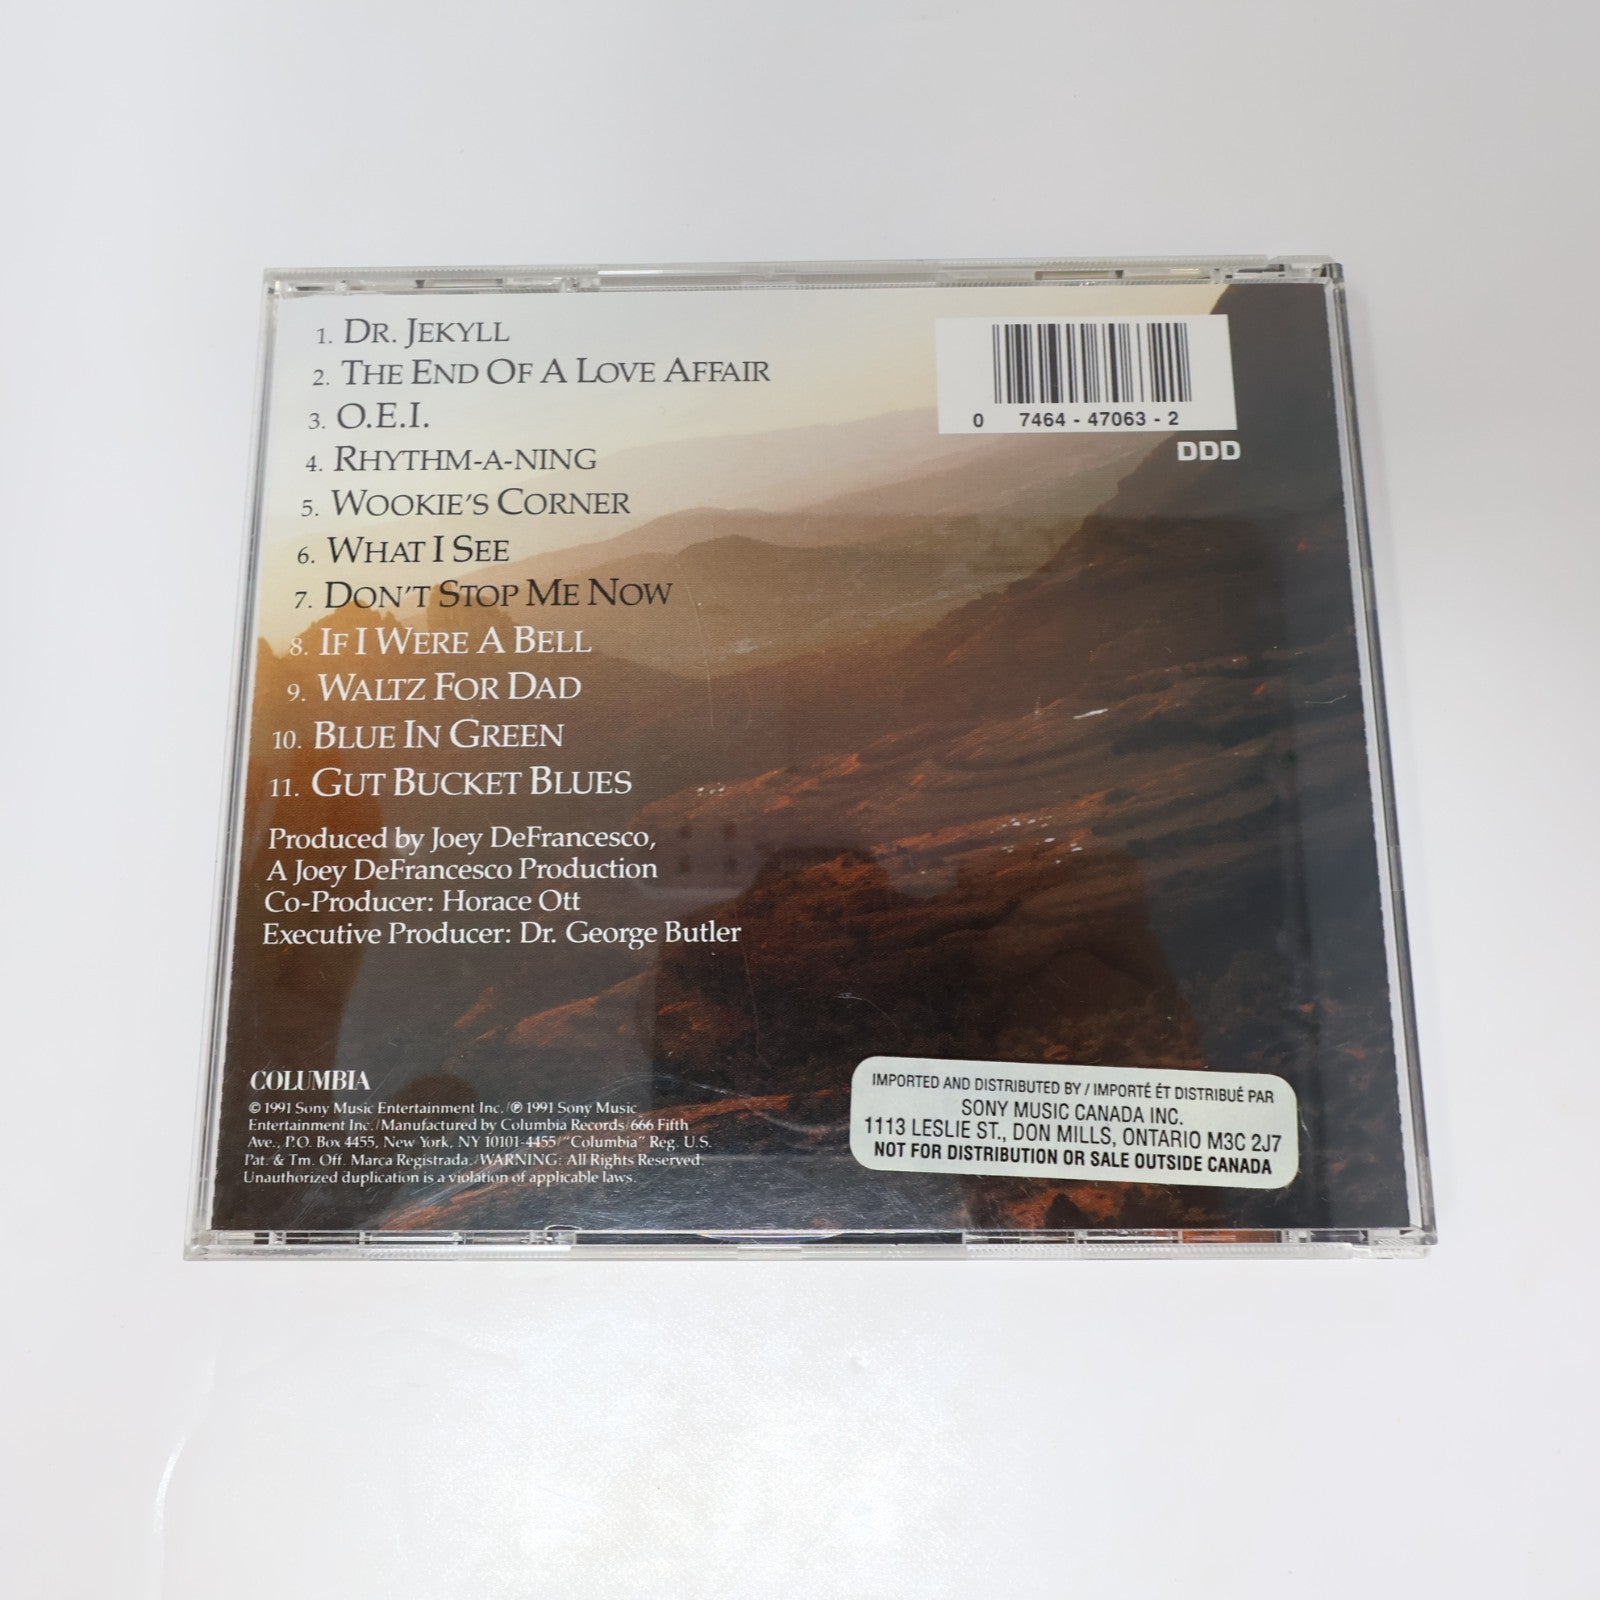 1. DR. JEKYLL
2. THE END OF A LOVE AFFAIR
3. O.E.I.
4. RHYTHM-A-NING
5. WOOKIE'S CORNER
6. WHAT I SEE
7. DON'T STOP ME NOW
8. IF I WERE A BELL
9. WALTZ FOR DAD
10. BLUE IN GREEN
11. GUT BUCKET BLUES
Produced by Joey DeFrancesco,
A Joey DeFrancesco Production
Co-Producer: Horace Ott
Executive Producer: Dr. George Butler
0 7464 - 47063 - 2
DDD
COLUMBIA
© 1991 Sony Music Entertainment Inc./℗ 1991 Sony Music
Entertainment Inc./Manufactured by Columbia Records/666 Fifth
Ave., P.O. Box 4455, New York, NY 10101-4455/"Columbia" Reg. U.S.
Pat. & Tm. Off. Marca Registrada./WARNING: All Rights Reserved.
Unauthorized duplication is a violation of applicable laws.
IMPORTED AND DISTRIBUTED BY / IMPORTÉ ÉT DISTRIBUÉ PAR
SONY MUSIC CANADA INC.
1113 LESLIE ST., DON MILLS, ONTARIO M3C 2J7
NOT FOR DISTRIBUTION OR SALE OUTSIDE CANADA